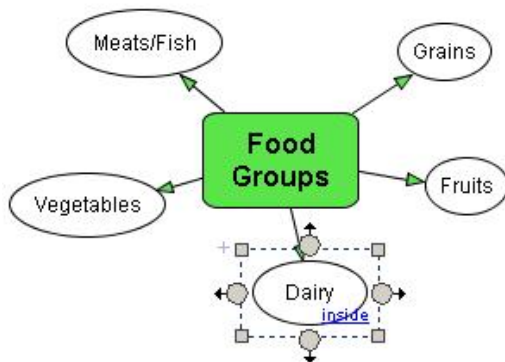 Meats/Fish
Grains
Food
Groups
Vegetables
Fruits
Dairy
inside